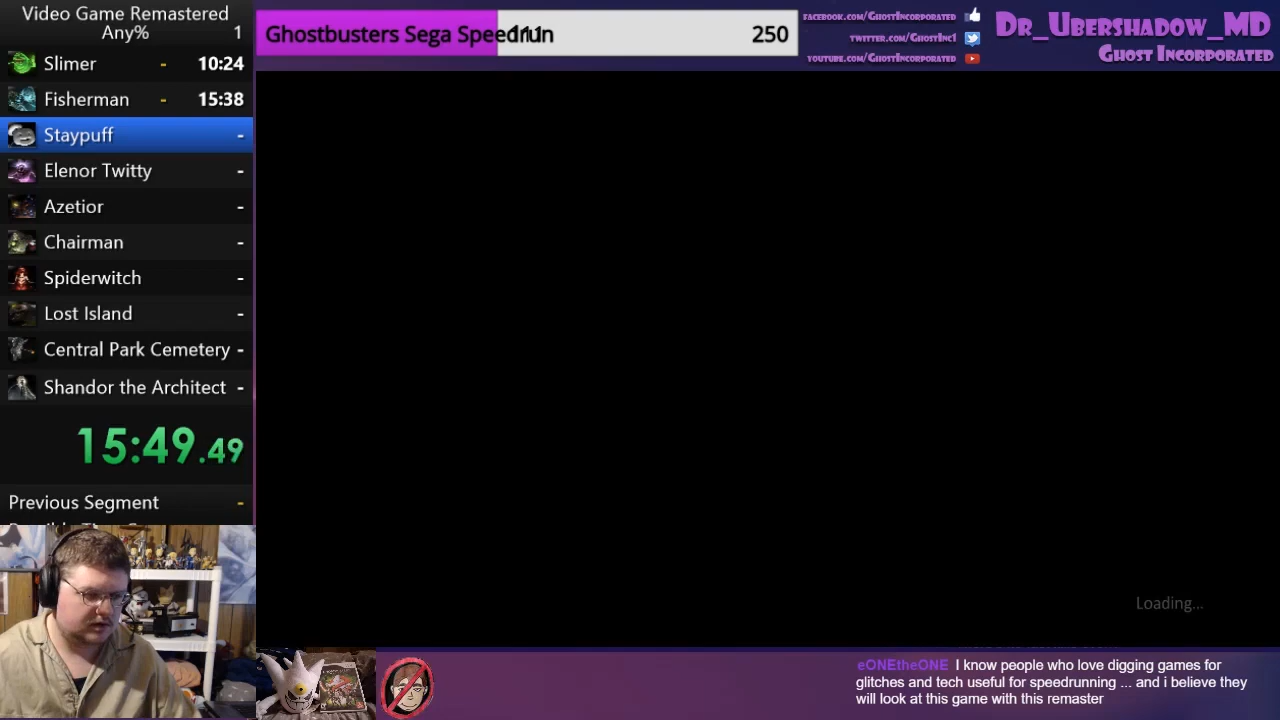 Video Game Remastered
Any% 1
Slimer - 10:24
Fisherman - 15:38
Staypuff -
Elenor Twitty -
Azetior -
Chairman -
Spiderwitch -
Lost Island -
Central Park Cemetery -
Shandor the Architect -
15:49.49
Previous Segment -
Ghostbusters Sega Speedrun
250
facebook.com/GhostIncorporated
twitter.com/GhostInc1
youtube.com/GhostIncorporated
Dr_Ubershadow_MD
Ghost Incorporated
Loading...
eONEtheONE I know people who love digging games for
glitches and tech useful for speedrunning ... and i believe they
will look at this game with this remaster